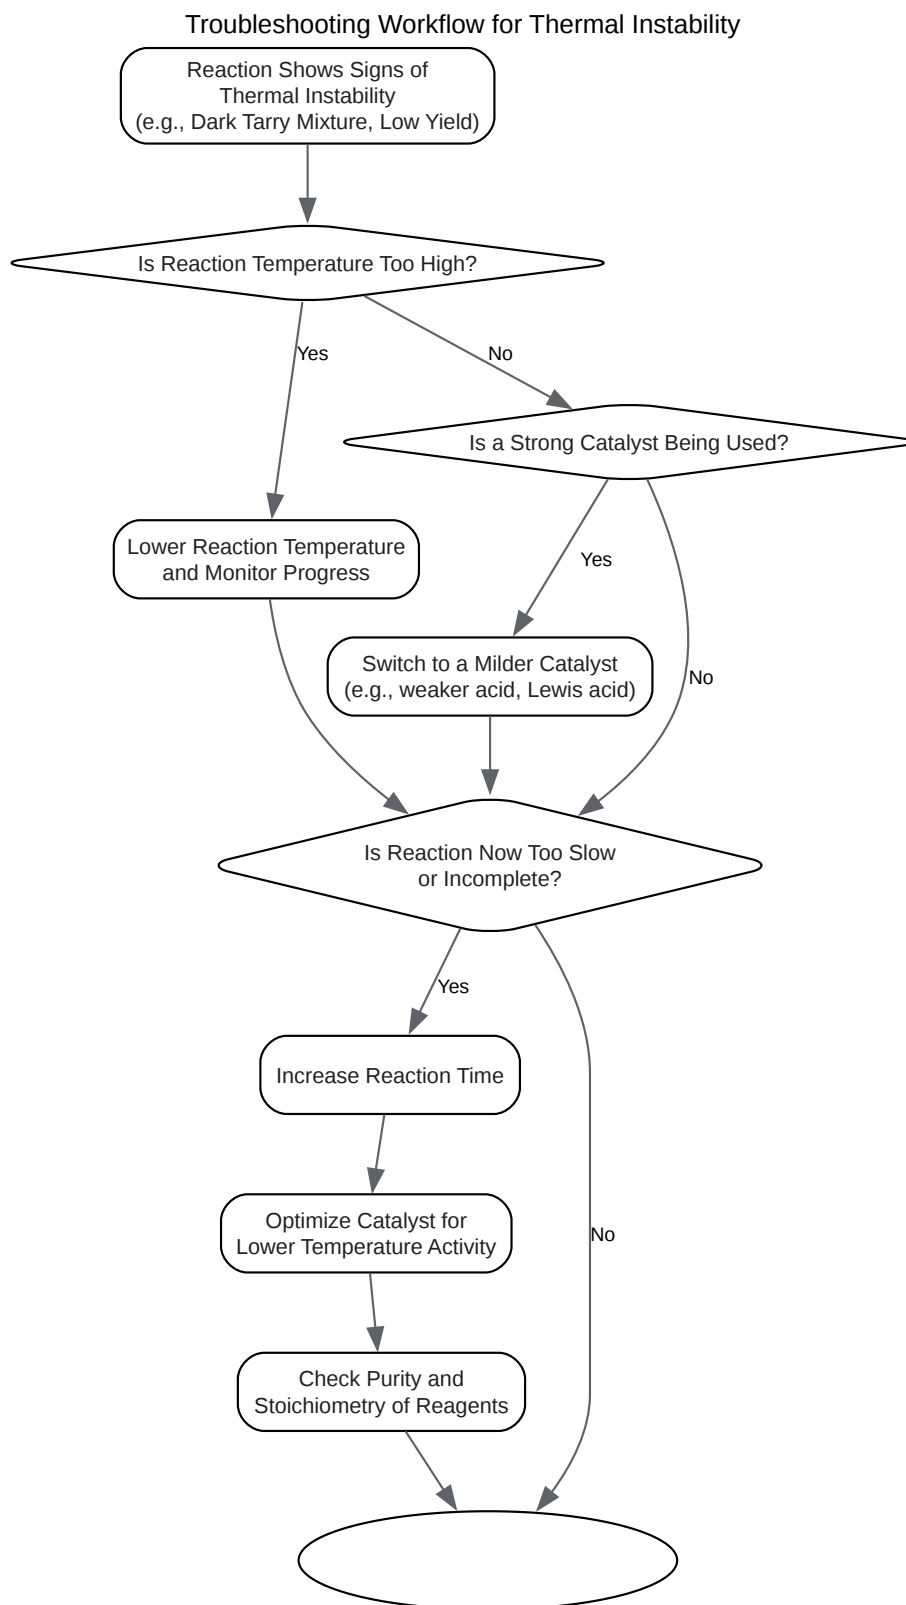 Troubleshooting Workflow for Thermal Instability
Reaction Shows Signs of
Thermal Instability
(e.g., Dark Tarry Mixture, Low Yield)
Is Reaction Temperature Too High?
Yes
No
Is a Strong Catalyst Being Used?
Lower Reaction Temperature
and Monitor Progress
Yes
Switch to a Milder Catalyst
(e.g., weaker acid, Lewis acid)
No
Is Reaction Now Too Slow
or Incomplete?
Yes
Increase Reaction Time
Optimize Catalyst for
Lower Temperature Activity
No
Check Purity and
Stoichiometry of Reagents